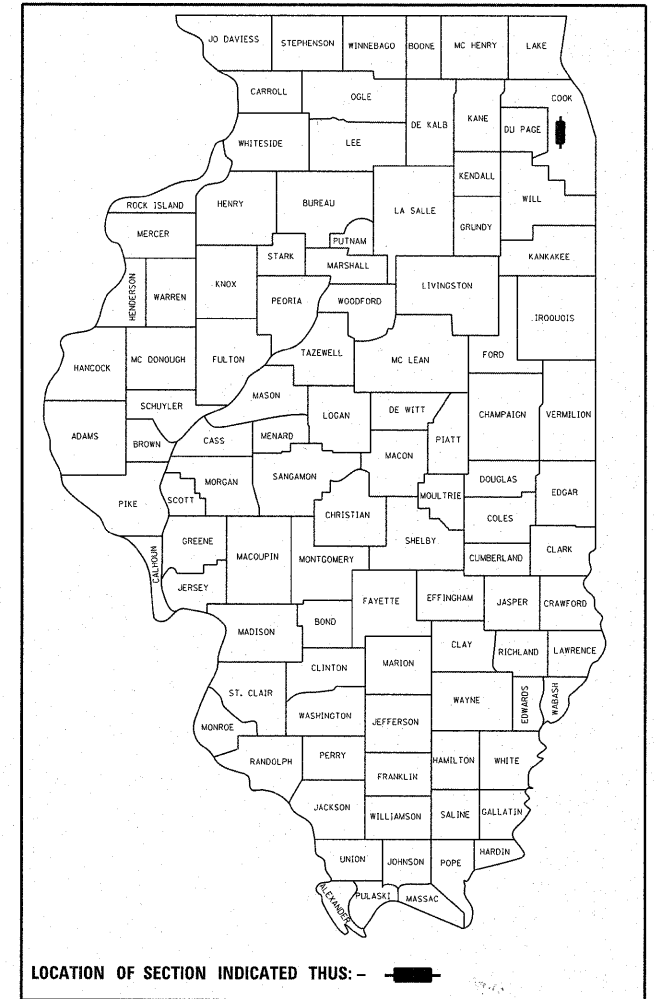 JO DAVIESS STEPHENSON WINNEBAGO BOONE MC HENRY LAKE
CARROLL OGLE COOK
DE KALB KANE DU PAGE
WHITESIDE LEE
KENDALL
ROCK ISLAND HENRY BUREAU LA SALLE WILL
MERCER PUTNAM GRUNDY
STARK MARSHALL KANKAKEE
HENDERSON WARREN KNOX PEORIA WOODFORD LIVINGSTON
IROQUOIS
HANCOCK MC DONOUGH FULTON TAZEWELL MC LEAN FORD
MASON
SCHUYLER LOGAN DE WITT CHAMPAIGN VERMILION
ADAMS BROWN CASS MENARD MACON PIATT
MORGAN SANGAMON DOUGLAS
PIKE SCOTT MOULTRIE EDGAR
CHRISTIAN COLES
GREENE MACOUPIN MONTGOMERY SHELBY CLARK
CALHOUN JERSEY CUMBERLAND
FAYETTE EFFINGHAM JASPER CRAWFORD
MADISON BOND
CLAY RICHLAND LAWRENCE
CLINTON MARION
ST. CLAIR WAYNE EDWARDS WABASH
WASHINGTON JEFFERSON
MONROE
RANDOLPH PERRY HAMILTON WHITE
FRANKLIN
JACKSON WILLIAMSON SALINE GALLATIN
UNION JOHNSON POPE HARDIN
ALEXANDER PULASKI MASSAC
LOCATION OF SECTION INDICATED THUS: -